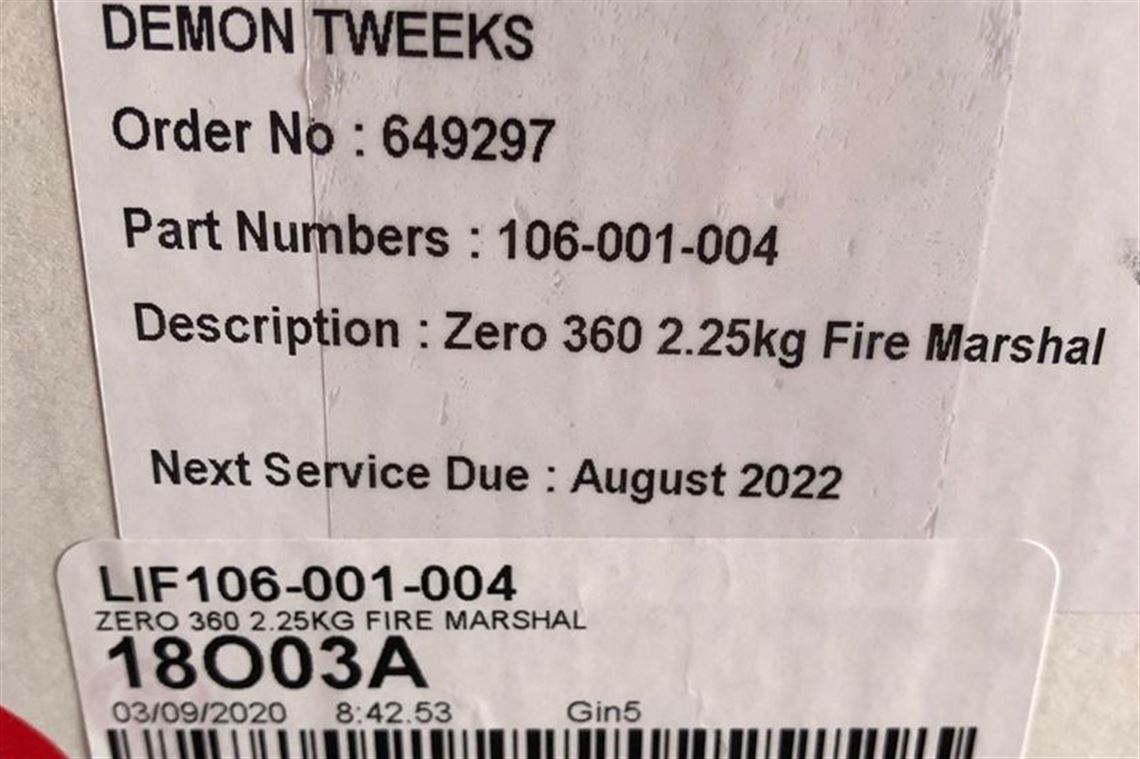 DEMON TWEEKS
Order No : 649297
Part Numbers : 106-001-004
Description : Zero 360 2.25kg Fire Marshal
Next Service Due : August 2022
LIF106-001-004
ZERO 360 2.25KG FIRE MARSHAL
18O03A
03/09/2020 8:42.53 Gin5